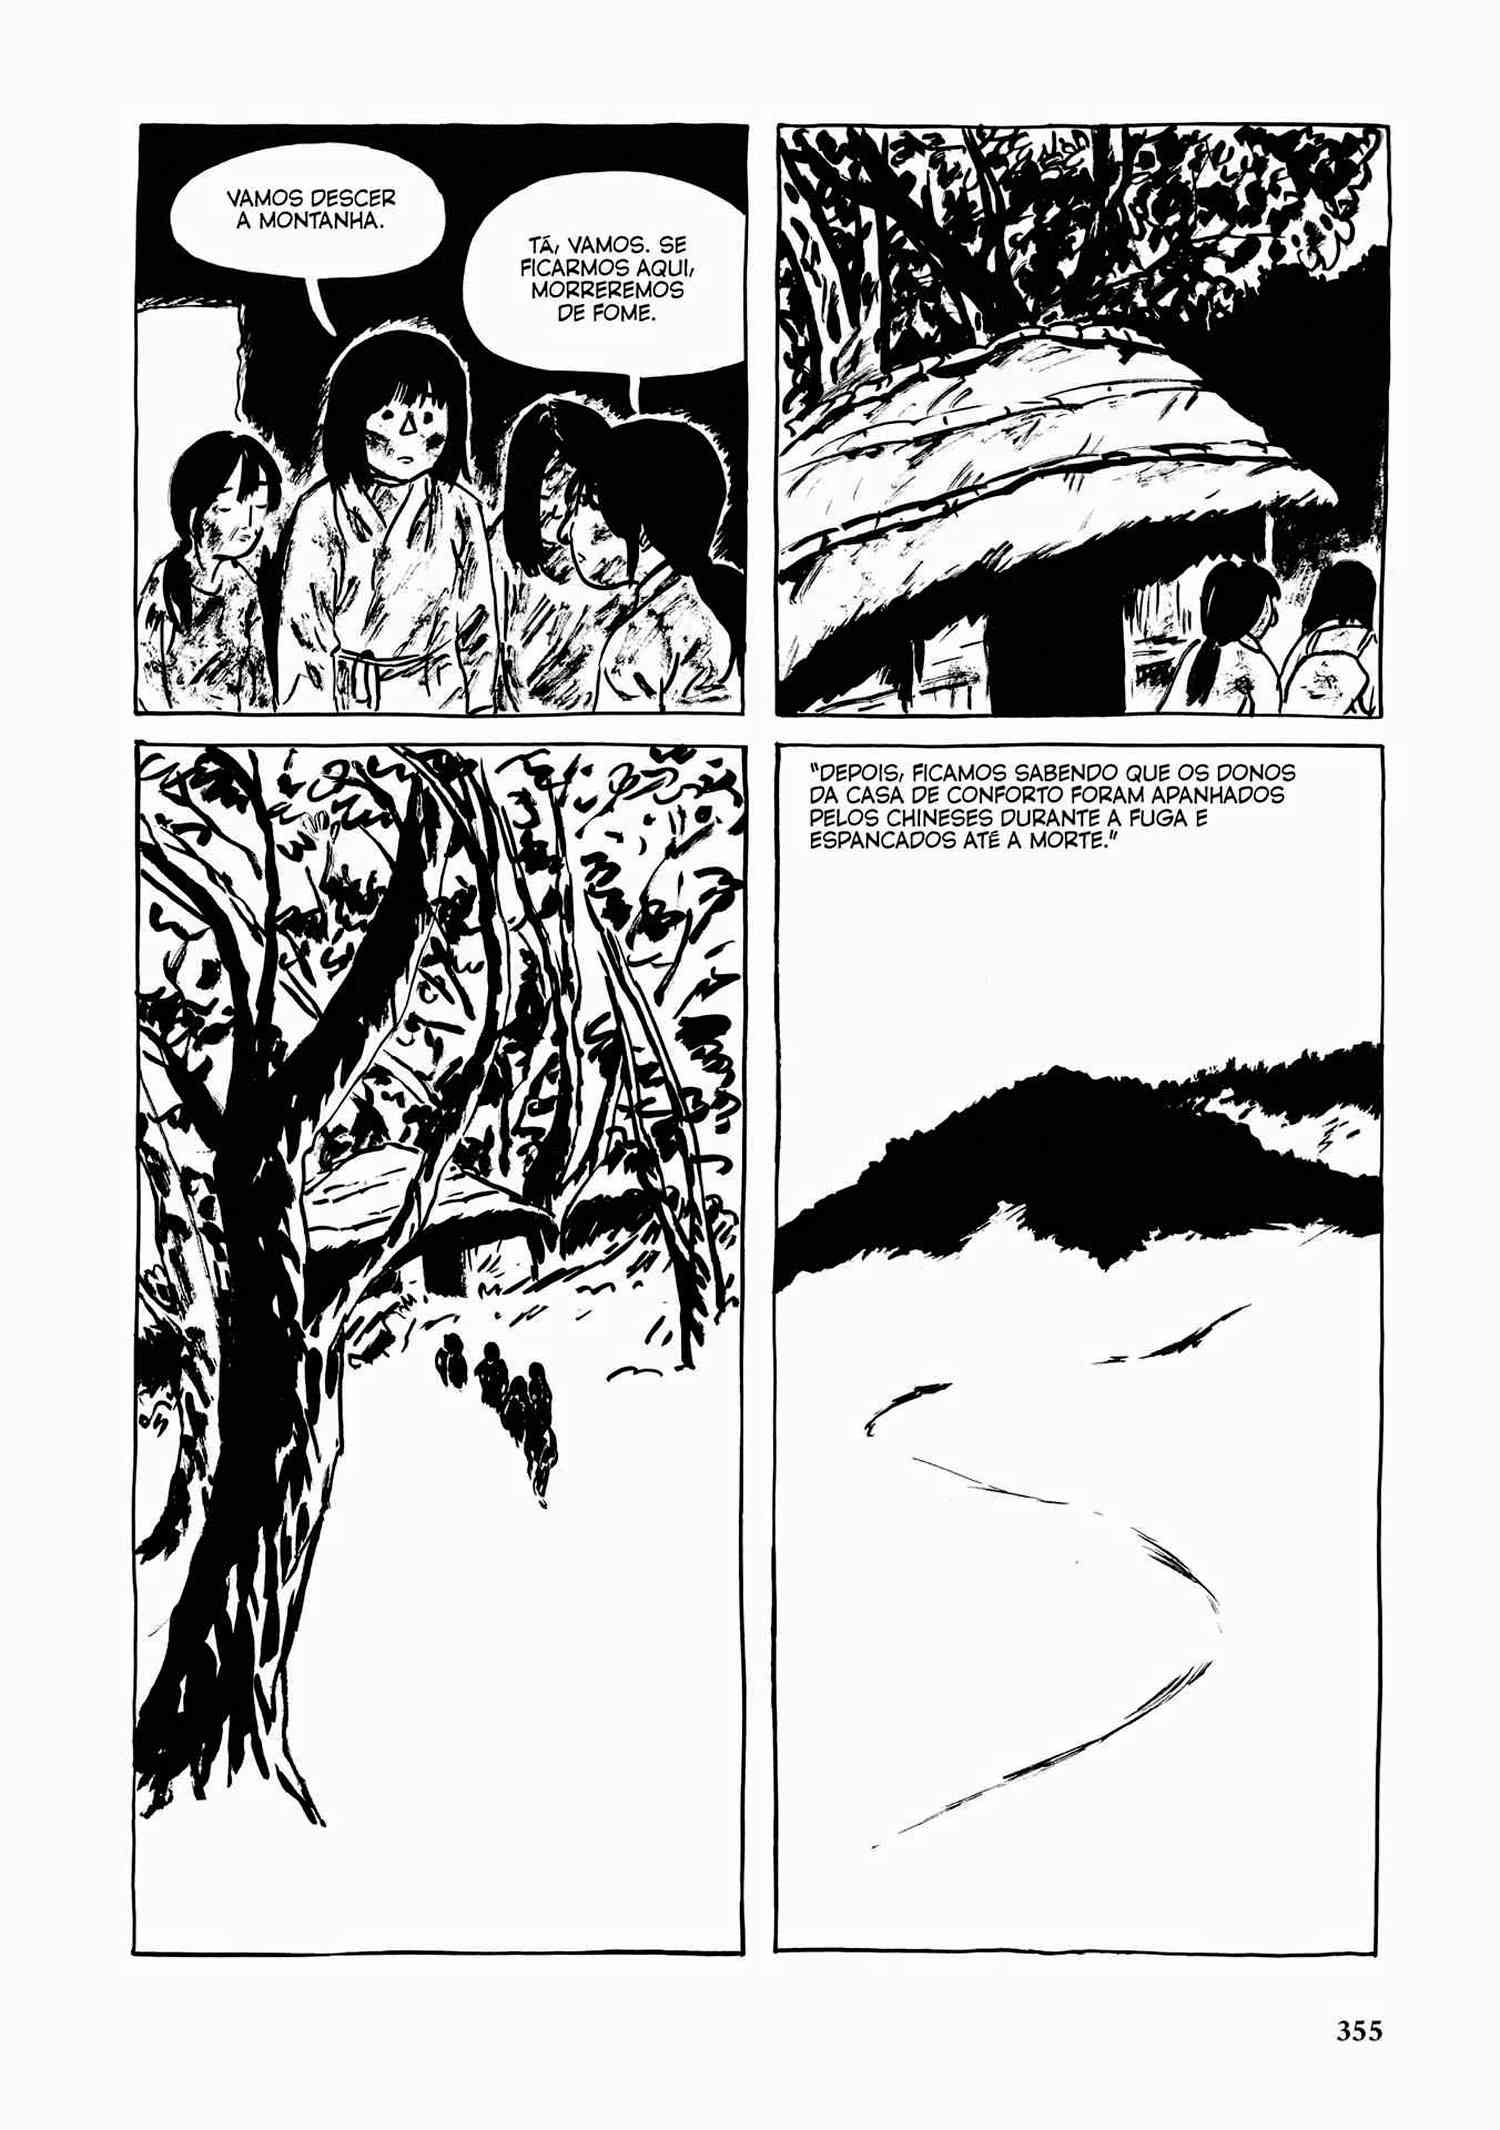 VAMOS DESCER
A MONTANHA.
TÁ, VAMOS. SE
FICARMOS AQUI,
MORREREMOS
DE FOME.
"DEPOIS, FICAMOS SABENDO QUE OS DONOS
DA CASA DE CONFORTO FORAM APANHADOS
PELOS CHINESES DURANTE A FUGA E
ESPANCADOS ATÉ A MORTE."
355